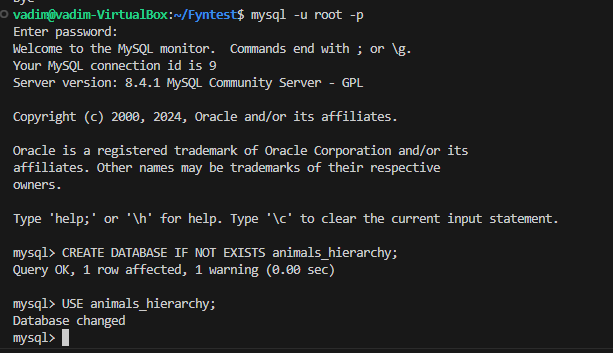 bye
vadim@vadim-VirtualBox:~/Fyntest$ mysql -u root -p
Enter password:
Welcome to the MySQL monitor.  Commands end with ; or \g.
Your MySQL connection id is 9
Server version: 8.4.1 MySQL Community Server - GPL
Copyright (c) 2000, 2024, Oracle and/or its affiliates.
Oracle is a registered trademark of Oracle Corporation and/or its
affiliates. Other names may be trademarks of their respective
owners.
Type 'help;' or '\h' for help. Type '\c' to clear the current input statement.
mysql> CREATE DATABASE IF NOT EXISTS animals_hierarchy;
Query OK, 1 row affected, 1 warning (0.00 sec)
mysql> USE animals_hierarchy;
Database changed
mysql>